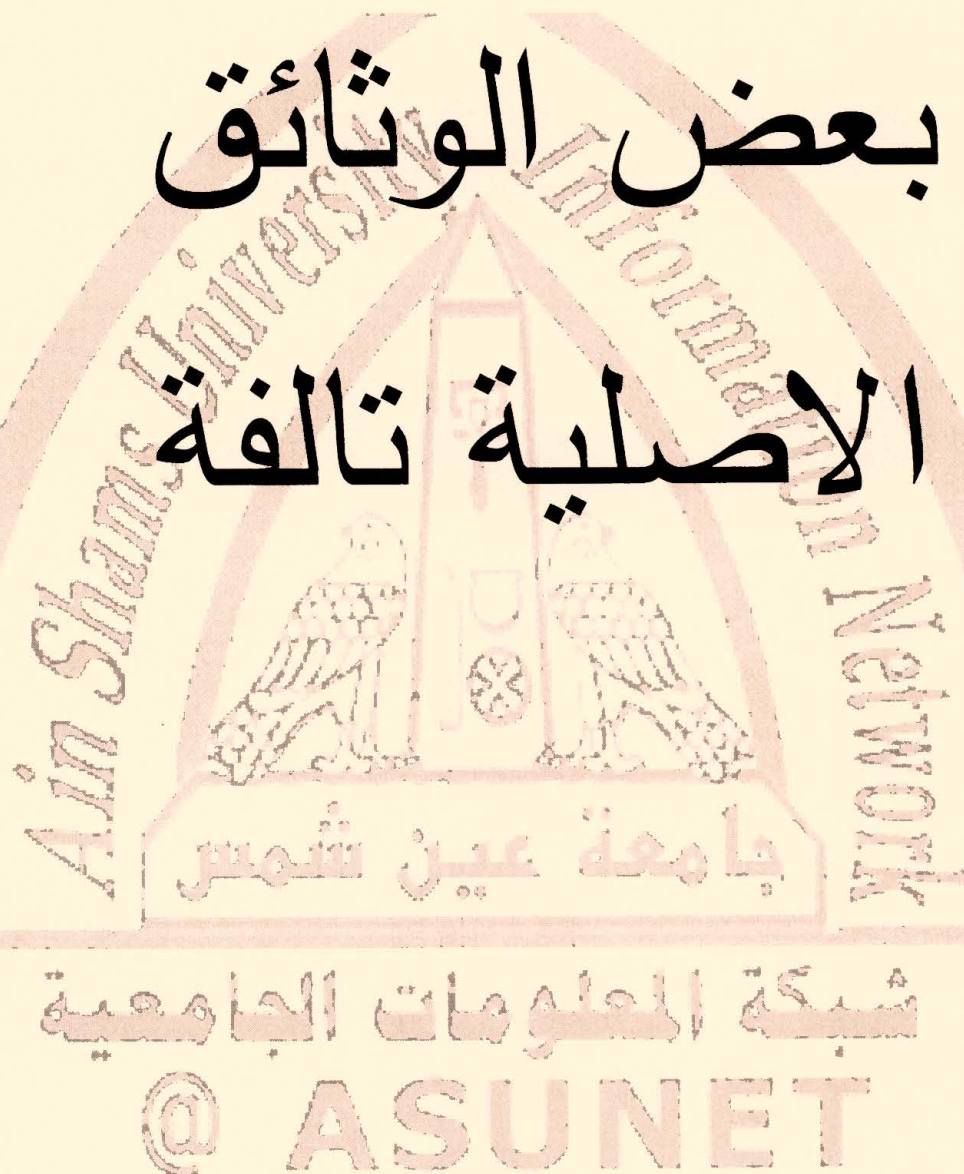 بعض الوثائق
الاصلية تالفة
Ain Shams University Information Network
جامعة عين شمس
شبكة المعلومات الجامعية
@ ASUNET